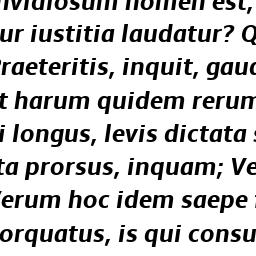 nvidiosum nomen est,
ur iustitia laudatur? Q
Praeteritis, inquit, gaud
t harum quidem rerum
i longus, levis dictata s
ta prorsus, inquam; Ve
Verum hoc idem saepe f
orquatus, is qui consu